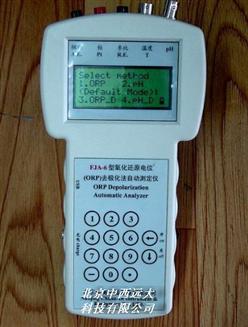 pH
Select method
1.ORP 2.pH
(Default Mode):
3.ORP_D 4.pH_D
FJA-6型氧化还原电位
(ORP)去极化法自动测定仪
ORP Depolarization
Automatic Analyzer
1 2 3
4 5 6
7 8 9
0
北京中西远大
科技有限公司